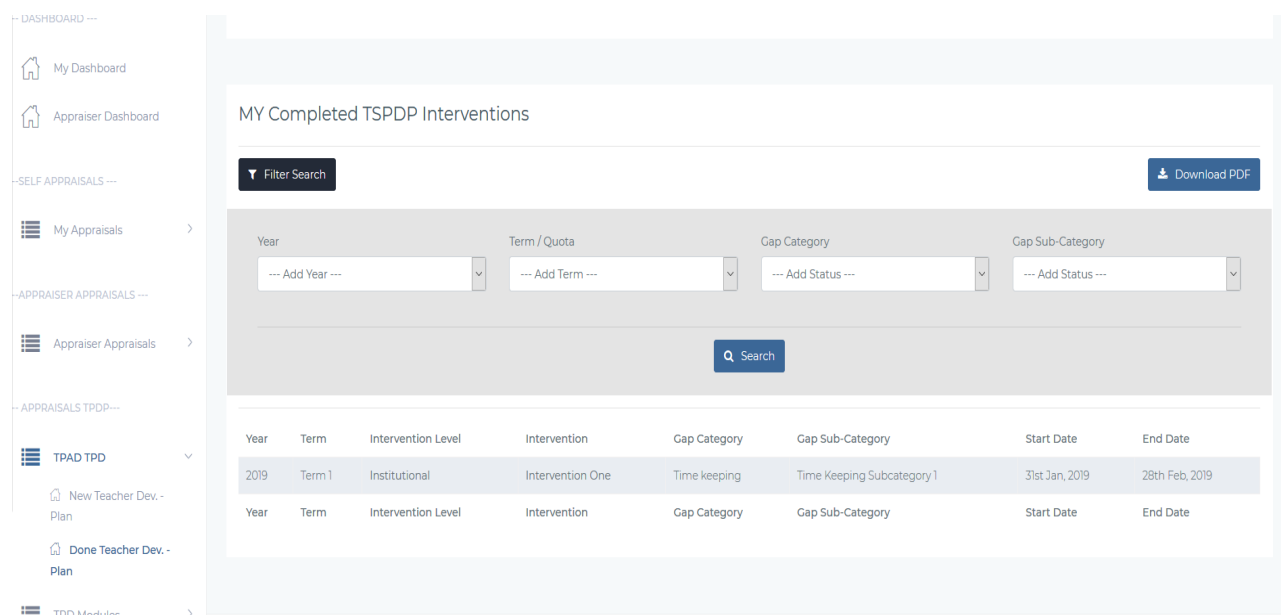 -- DASHBOARD ---
My Dashboard
Appraiser Dashboard
--SELF APPRAISALS ---
My Appraisals
--APPRAISER APPRAISALS ---
Appraiser Appraisals
-- APPRAISALS TPDP---
TPAD TPD
New Teacher Dev. -
Plan
Done Teacher Dev. -
Plan
TPD Modules
MY Completed TSPDP Interventions
Filter Search
Download PDF
Year Term / Quota Gap Category Gap Sub-Category
--- Add Year --- --- Add Term --- --- Add Status --- --- Add Status ---
Search
Year Term Intervention Level Intervention Gap Category Gap Sub-Category Start Date End Date
2019 Term 1 Institutional Intervention One Time keeping Time Keeping Subcategory 1 31st Jan, 2019 28th Feb, 2019
Year Term Intervention Level Intervention Gap Category Gap Sub-Category Start Date End Date